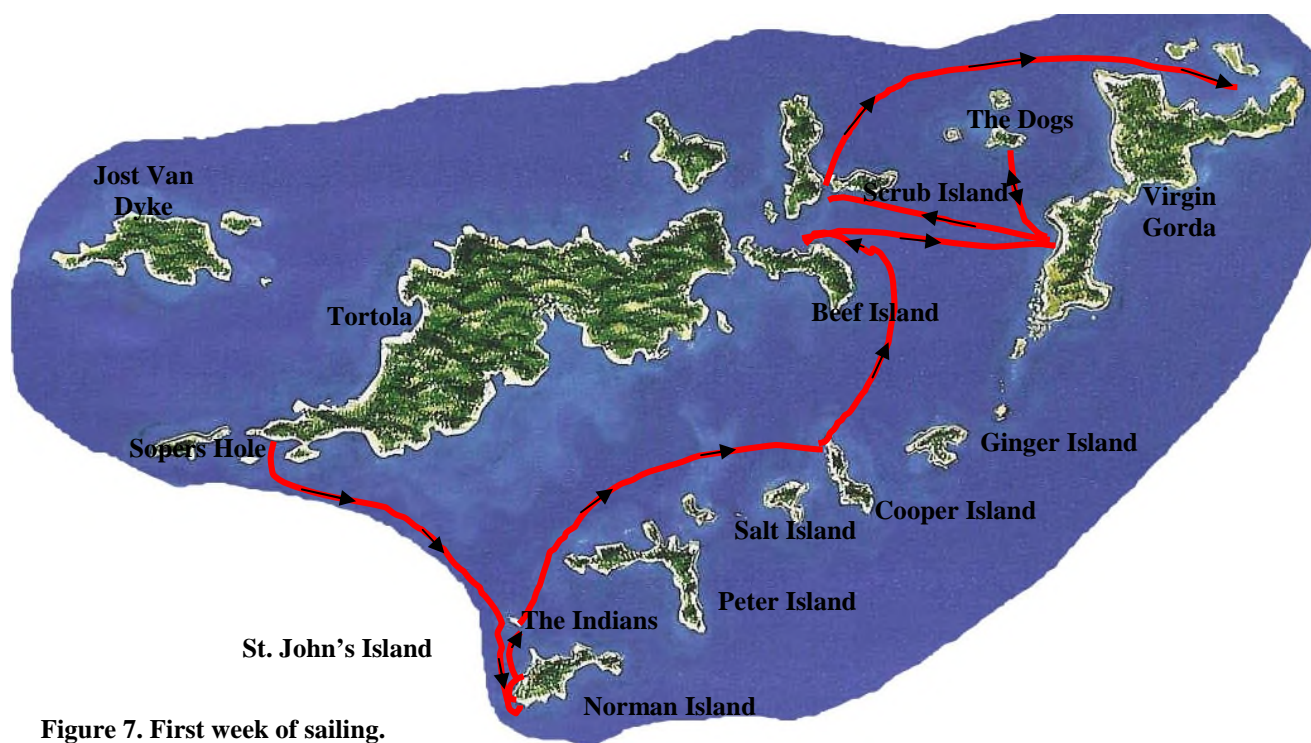 The Dogs
Jost Van
Dyke
Scrub Island
Virgin
Gorda
Tortola
Beef Island
Sopers Hole
Ginger Island
Cooper Island
Salt Island
Peter Island
The Indians
St. John’s Island
Norman Island
Figure 7. First week of sailing.